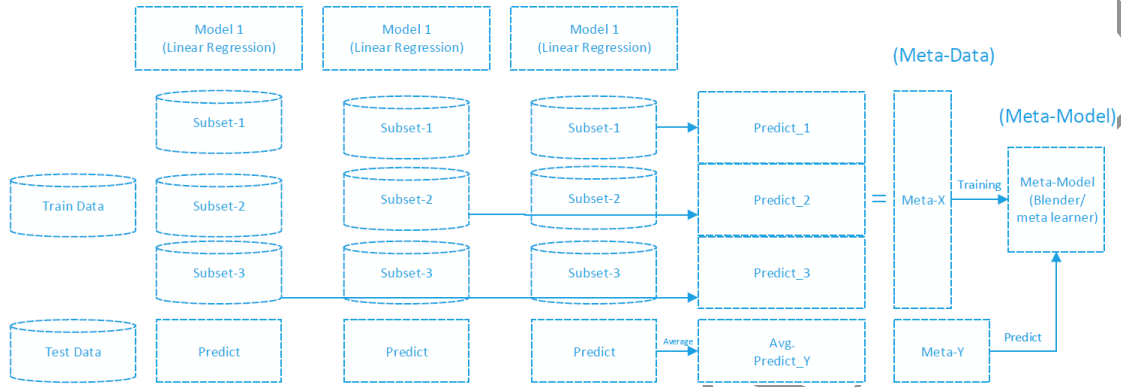 Model 1
(Linear Regression)
Model 1
(Linear Regression)
Model 1
(Linear Regression)
(Meta-Data)
Subset-1
Subset-1
Subset-1
Predict_1
(Meta-Model)
Train Data
Subset-2
Subset-2
Subset-2
Predict_2
=
Meta-X
Training
Meta-Model
(Blender/
meta learner)
Subset-3
Subset-3
Subset-3
Predict_3
Test Data
Predict
Predict
Predict
Average
Avg.
Predict_Y
Meta-Y
Predict